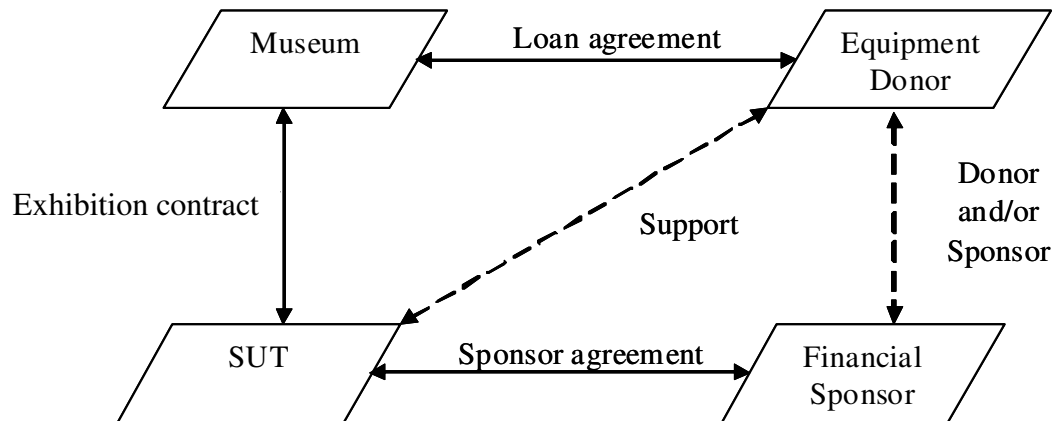 Museum
Loan agreement
Equipment
Donor
Exhibition contract
Support
Donor
and/or
Sponsor
SUT
Sponsor agreement
Financial
Sponsor